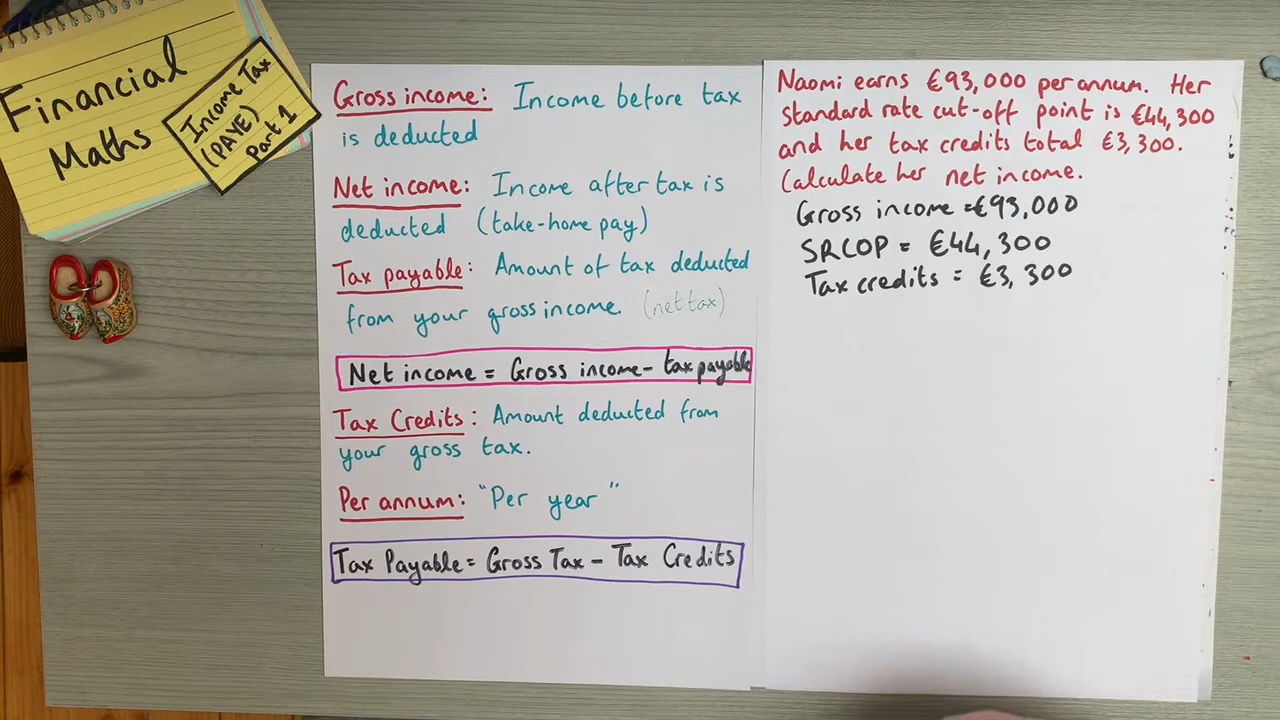 Financial
Maths
Income Tax
(PAYE)
Part 1
Gross income: Income before tax
is deducted
Net income: Income after tax is
deducted (take-home pay)
Tax payable: Amount of tax deducted
from your gross income. (net tax)
Net income = Gross income - tax payable
Tax Credits: Amount deducted from
your gross tax.
Per annum: "Per year"
Tax Payable = Gross Tax - Tax Credits
Naomi earns €93,000 per annum. Her
standard rate cut-off point is €44,300
and her tax credits total €3,300.
Calculate her net income.
Gross income = €93,000
SRCOP = €44,300
Tax credits = €3,300